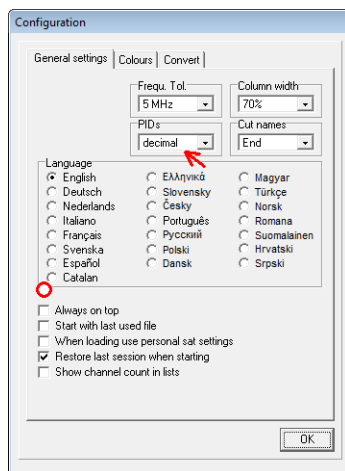 Configuration
General settings
Colours
Convert
Frequ. Tol.
Column width
5 MHz
70%
PIDs
Cut names
decimal
End
Language
English
Ελληνικά
Magyar
Deutsch
Slovensky
Türkçe
Nederlands
Česky
Norsk
Italiano
Português
Romana
Français
Русский
Suomalainen
Svenska
Polski
Hrvatski
Español
Dansk
Srpski
Catalan
Always on top
Start with last used file
When loading use personal sat settings
Restore last session when starting
Show channel count in lists
OK